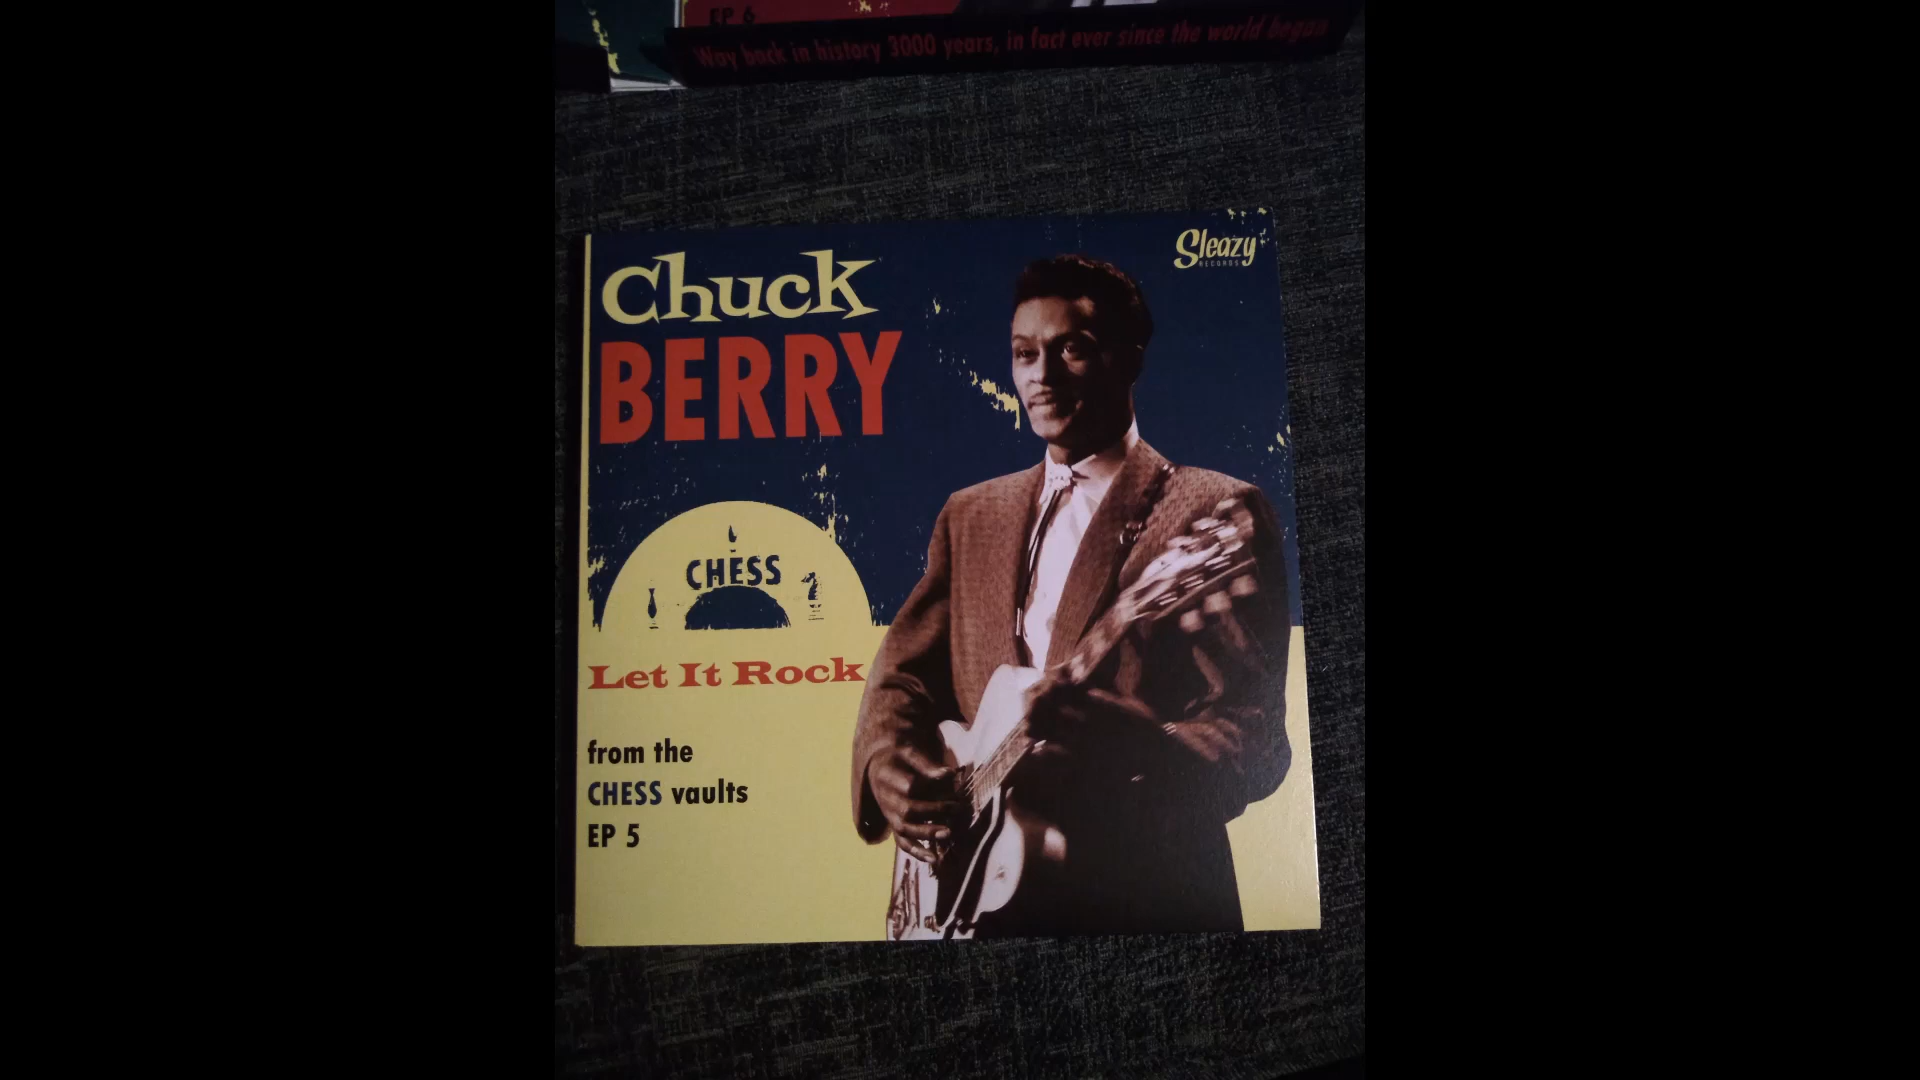 EP 6
Way back in history 3000 years, in fact ever since the world began
Sleazy
RECORDS
Chuck
BERRY
CHESS
Let It Rock
from the
CHESS vaults
EP 5